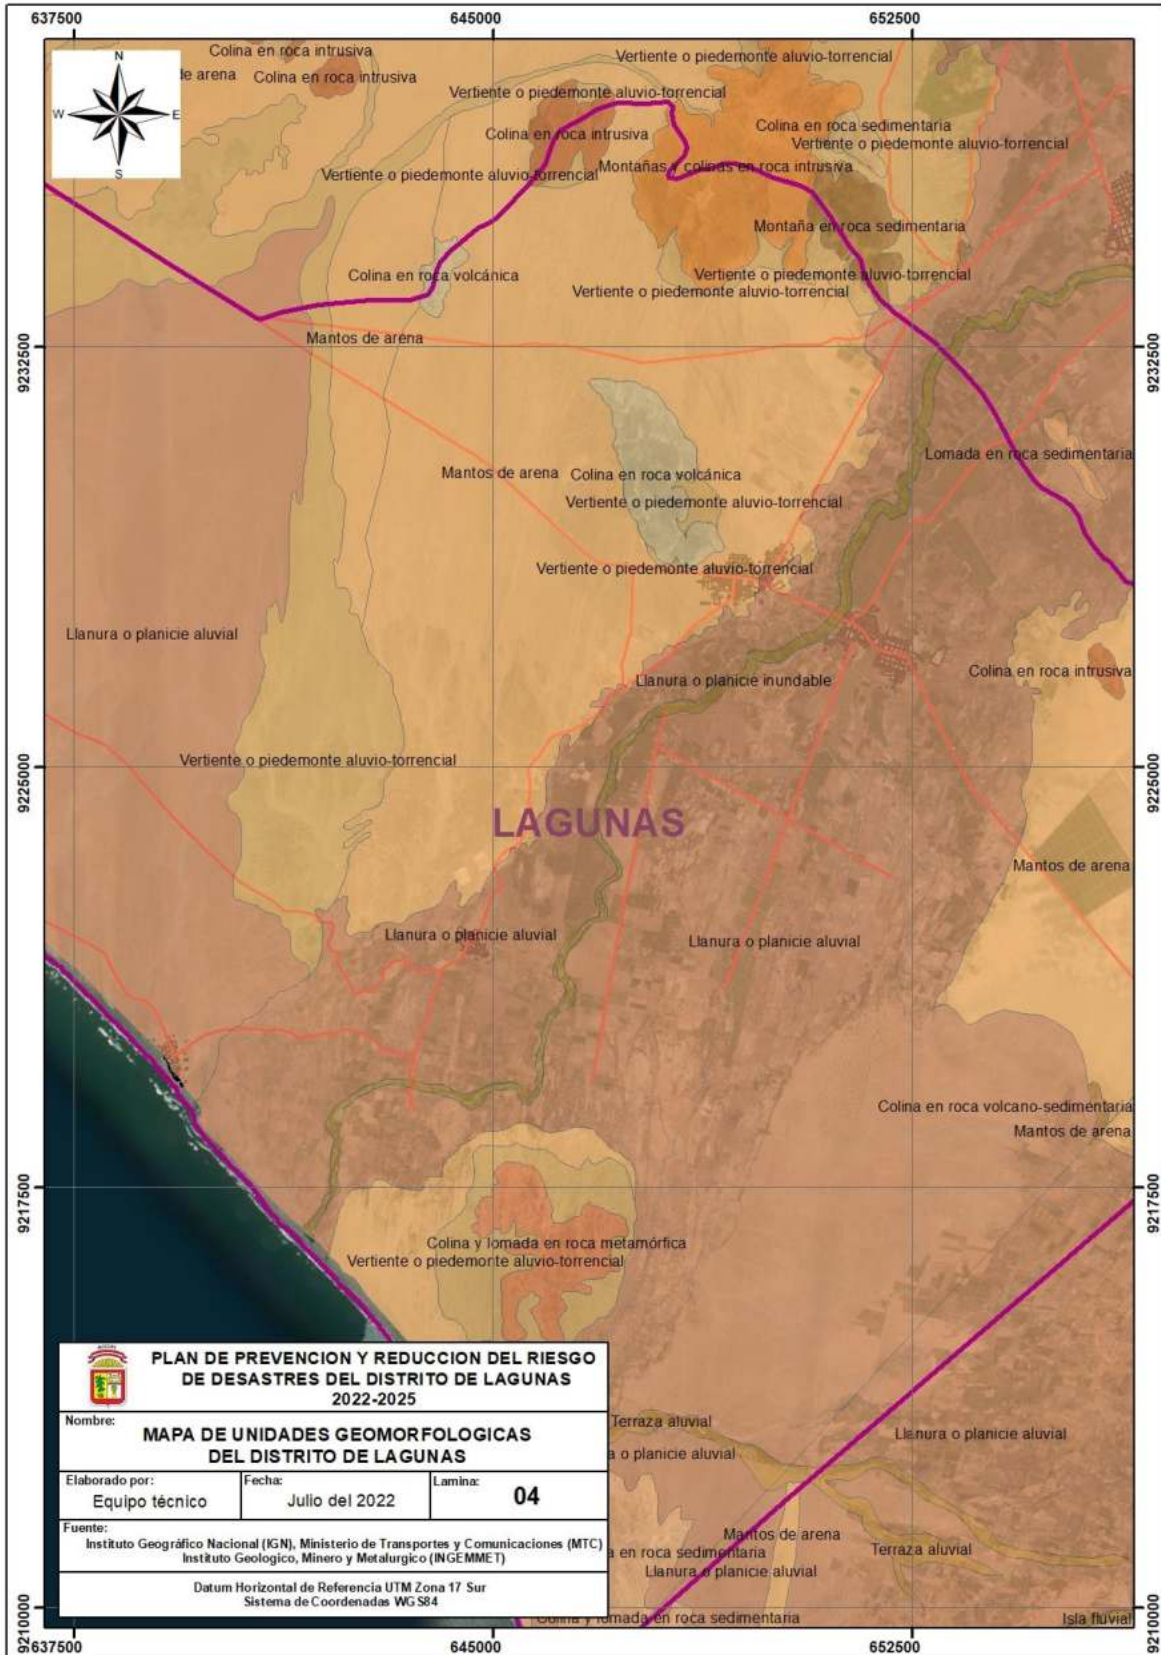 637500
645000
652500
Colina en roca intrusiva
de arena
Colina en roca intrusiva
Vertiente o piedemonte aluvio-torrencial
Vertiente o piedemonte aluvio-torrencial
N
W
E
S
Colina en roca intrusiva
Colina en roca sedimentaria
Vertiente o piedemonte aluvio-torrencial
Montañas y colinas en roca intrusiva
Vertiente o piedemonte aluvio-torrencial
Montaña en roca sedimentaria
Colina en roca volcánica
Vertiente o piedemonte aluvio-torrencial
Vertiente o piedemonte aluvio-torrencial
Mantos de arena
9232500
9232500
Lomada en roca sedimentaria
Mantos de arena
Colina en roca volcánica
Vertiente o piedemonte aluvio-torrencial
Vertiente o piedemonte aluvio-torrencial
Llanura o planicie aluvial
Colina en roca intrusiva
Llanura o planicie inundable
Vertiente o piedemonte aluvio-torrencial
9225000
9225000
LAGUNAS
Mantos de arena
Llanura o planicie aluvial
Llanura o planicie aluvial
Colina en roca volcano-sedimentaria
Mantos de arena
9217500
9217500
Colina y lomada en roca metamórfica
Vertiente o piedemonte aluvio-torrencial
PLAN DE PREVENCION Y REDUCCION DEL RIESGO
DE DESASTRES DEL DISTRITO DE LAGUNAS
2022-2025
Nombre:
MAPA DE UNIDADES GEOMORFOLOGICAS
DEL DISTRITO DE LAGUNAS
Elaborado por:
Equipo técnico
Fecha:
Julio del 2022
Lamina:
04
Fuente:
Instituto Geográfico Nacional (IGN), Ministerio de Transportes y Comunicaciones (MTC)
Instituto Geologico, Minero y Metalurgico (INGEMMET)
Datum Horizontal de Referencia UTM Zona 17 Sur
Sistema de Coordenadas WGS84
Terraza aluvial
Llanura o planicie aluvial
a o planicie aluvial
Mantos de arena
Terraza aluvial
a en roca sedimentaria
Llanura o planicie aluvial
Colina y lomada en roca sedimentaria
Isla fluvial
9210000
9210000
637500
645000
652500